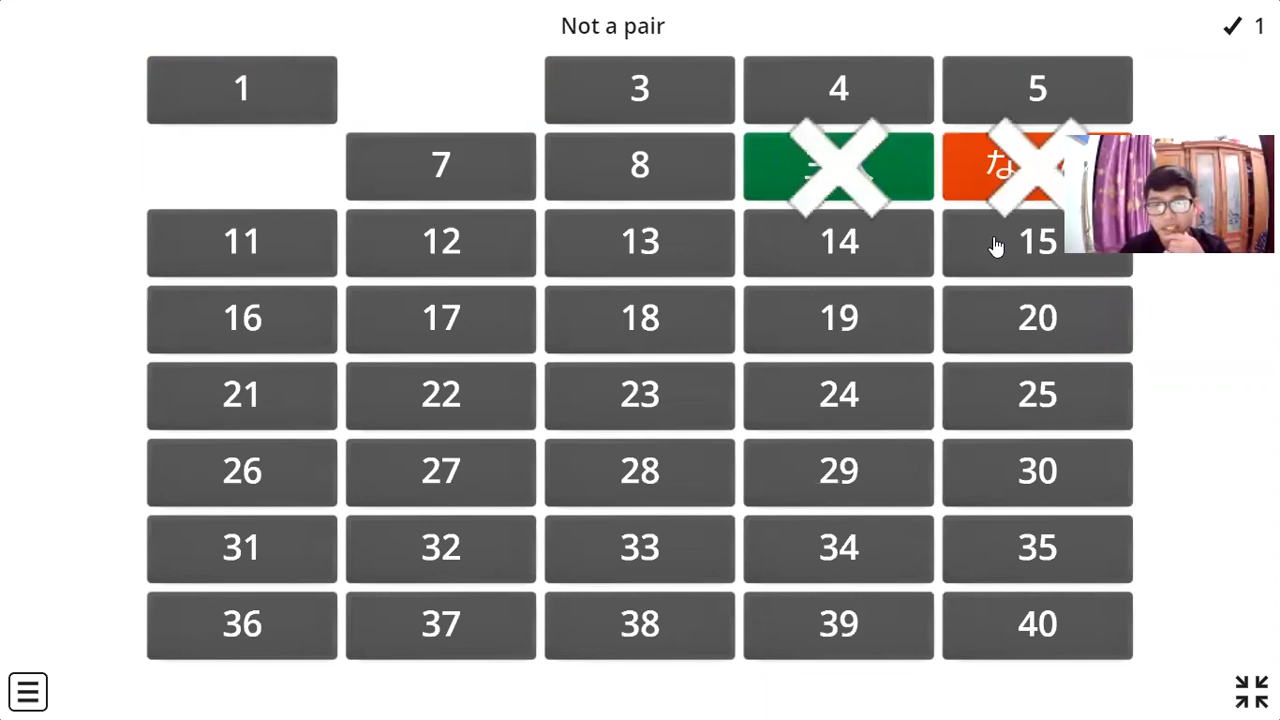 Not a pair
1
1 3 4 5
7 8
11 12 13 14 15
16 17 18 19 20
21 22 23 24 25
26 27 28 29 30
31 32 33 34 35
36 37 38 39 40